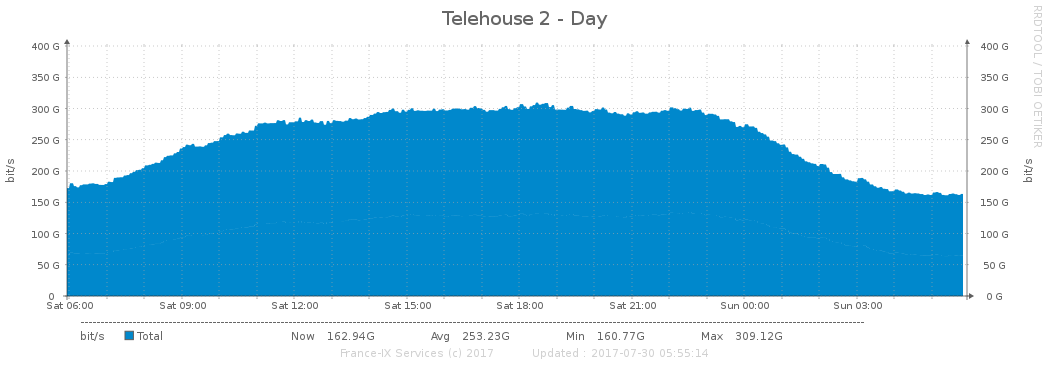 Telehouse 2 - Day
RRDTOOL / TOBI OETIKER
bit/s
bit/s
400 G 400 G
350 G 350 G
300 G 300 G
250 G 250 G
200 G 200 G
150 G 150 G
100 G 100 G
50 G 50 G
0 0 G
Sat 06:00 Sat 09:00 Sat 12:00 Sat 15:00 Sat 18:00 Sat 21:00 Sun 00:00 Sun 03:00
bit/s Total Now 162.94G Avg 253.23G Min 160.77G Max 309.12G
France-IX Services (c) 2017 Updated : 2017-07-30 05:55:14